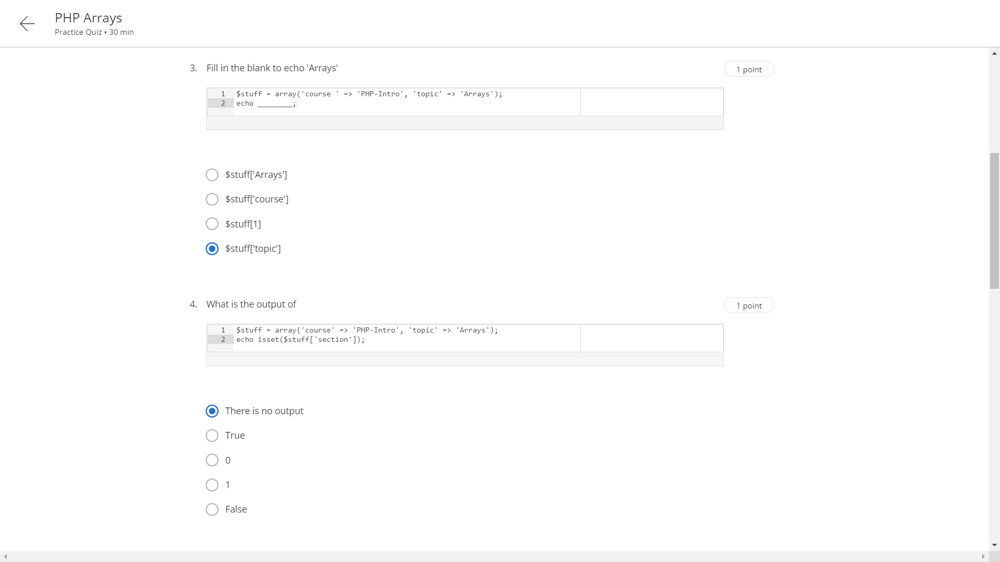 PHP Arrays
Practice Quiz • 30 min
3. Fill in the blank to echo 'Arrays'
1 point
1 $stuff = array('course ' => 'PHP-Intro', 'topic' => 'Arrays');
2 echo ________;
$stuff['Arrays']
$stuff['course']
$stuff[1]
$stuff['topic']
4. What is the output of
1 point
1 $stuff = array('course' => 'PHP-Intro', 'topic' => 'Arrays');
2 echo isset($stuff['section']);
There is no output
True
0
1
False